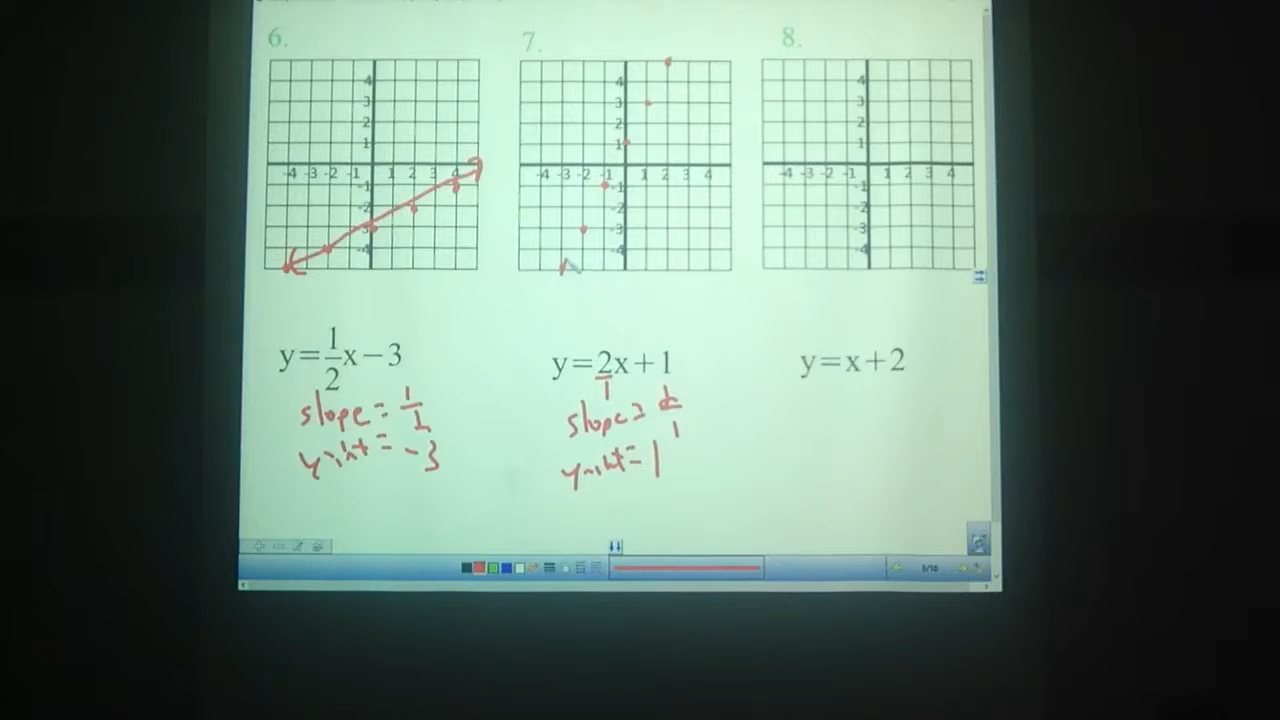 6.
7.
8.
4
3
2
1
-4 -3 -2 -1 1 2 3 4
-1
-2
-3
-4
4
3
2
1
-4 -3 -2 -1 1 2 3 4
-1
-2
-3
-4
4
3
2
1
-4 -3 -2 -1 1 2 3 4
-1
-2
-3
-4
y=1/2x-3
slope = 1/2
y-int = -3
y=2x+1
1
slope = 2/1
y-int = 1
y=x+2
3/16